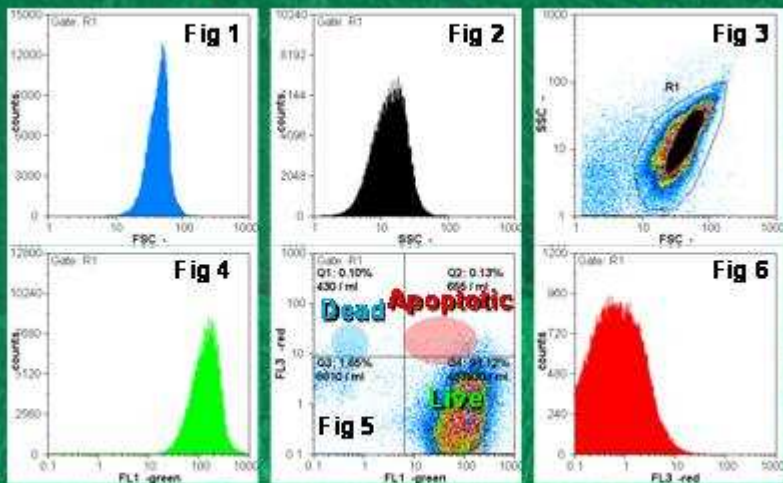 Gate: R1
Fig 1
15000
12000
9000
6000
3000
0
counts
1 10 100 1000
FSC -
Gate: R1
Fig 2
10240
8192
6144
4096
2048
0
counts
1 10 100 1000
SSC -
Fig 3
1000
100
10
1
R1
SSC -
1 10 100 1000
FSC -
Gate: R1
Fig 4
12800
10240
7680
5120
2560
0
counts
0.1 1 10 100 1000
FL1 -green
Gate: R1
1000
100
10
1
0.1
Q1: 0.10%
430 / ml
Q2: 0.13%
Dead
Apoptotic
Q3: 1.65%
/ ml
Live
Fig 5
FL3 -red
0.1 1 10 100 1000
FL1 -green
Gate: R1
Fig 6
1200
960
720
480
240
0
counts
0.1 1 10 100 1000
FL3 -red